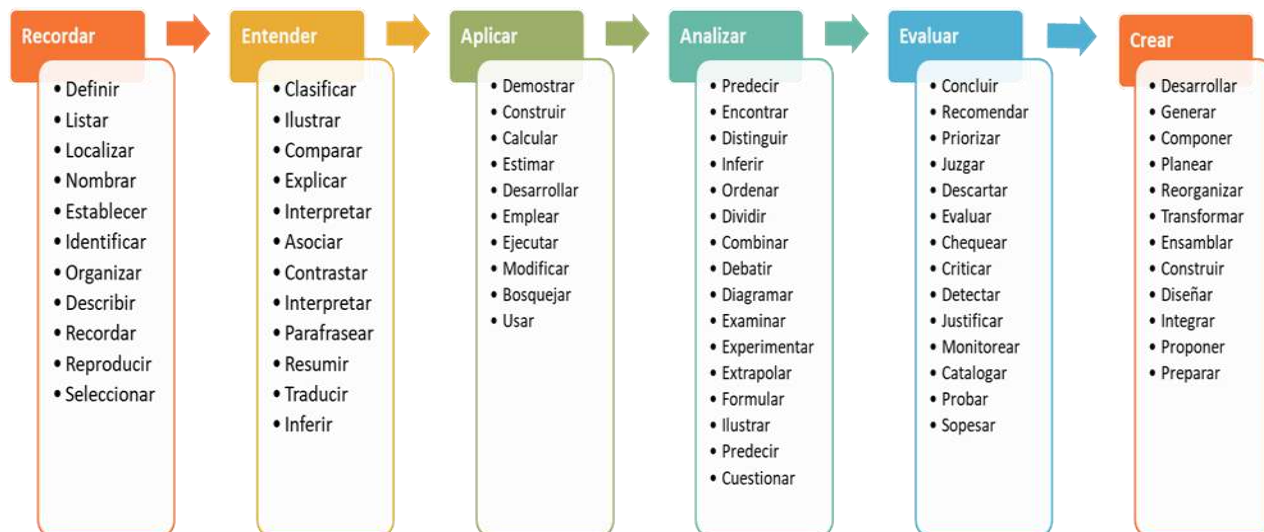 Recordar
• Definir
• Listar
• Localizar
• Nombrar
• Establecer
• Identificar
• Organizar
• Describir
• Recordar
• Reproducir
• Seleccionar
Entender
• Clasificar
• Ilustrar
• Comparar
• Explicar
• Interpretar
• Asociar
• Contrastar
• Interpretar
• Parafrasear
• Resumir
• Traducir
• Inferir
Aplicar
• Demostrar
• Construir
• Calcular
• Estimar
• Desarrollar
• Emplear
• Ejecutar
• Modificar
• Bosquejar
• Usar
Analizar
• Predecir
• Encontrar
• Distinguir
• Inferir
• Ordenar
• Dividir
• Combinar
• Debatir
• Diagramar
• Examinar
• Experimentar
• Extrapolar
• Formular
• Ilustrar
• Predecir
• Cuestionar
Evaluar
• Concluir
• Recomendar
• Priorizar
• Juzgar
• Descartar
• Evaluar
• Chequear
• Criticar
• Detectar
• Justificar
• Monitorear
• Catalogar
• Probar
• Sopesar
Crear
• Desarrollar
• Generar
• Componer
• Planear
• Reorganizar
• Transformar
• Ensamblar
• Construir
• Diseñar
• Integrar
• Proponer
• Preparar